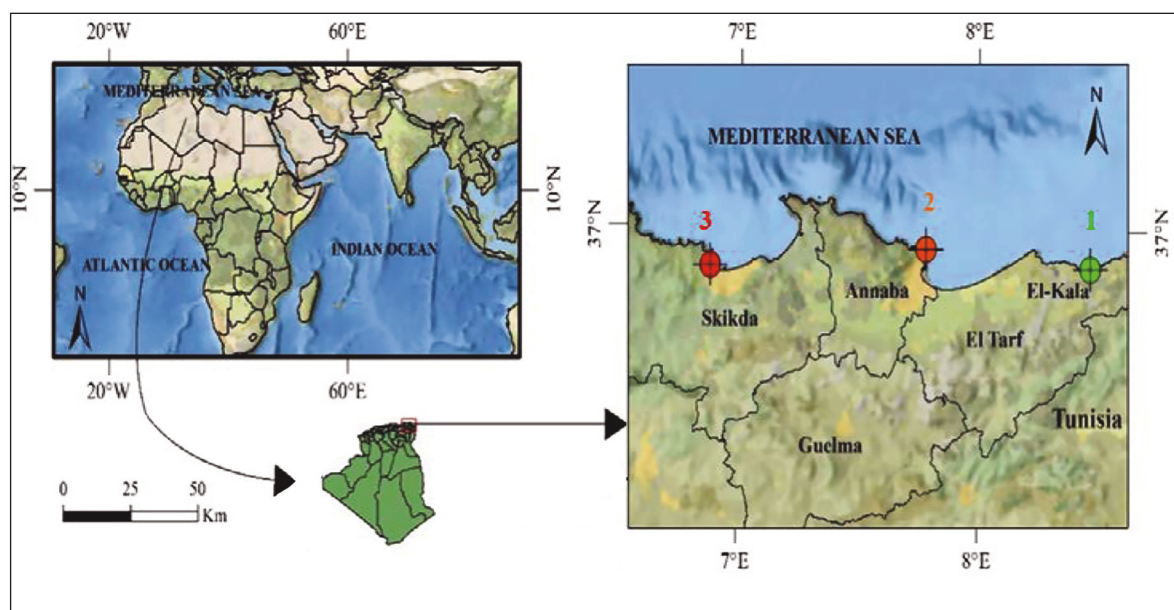 20°W
60°E
MEDITERRANEAN SEA
10°N
10°N
INDIAN OCEAN
ATLANTIC OCEAN
N
20°W
60°E
0
25
50
Km
7°E
8°E
N
MEDITERRANEAN SEA
37°N
37°N
3
2
1
Annaba
El-Kala
Skikda
El Tarf
Tunisia
Guelma
7°E
8°E